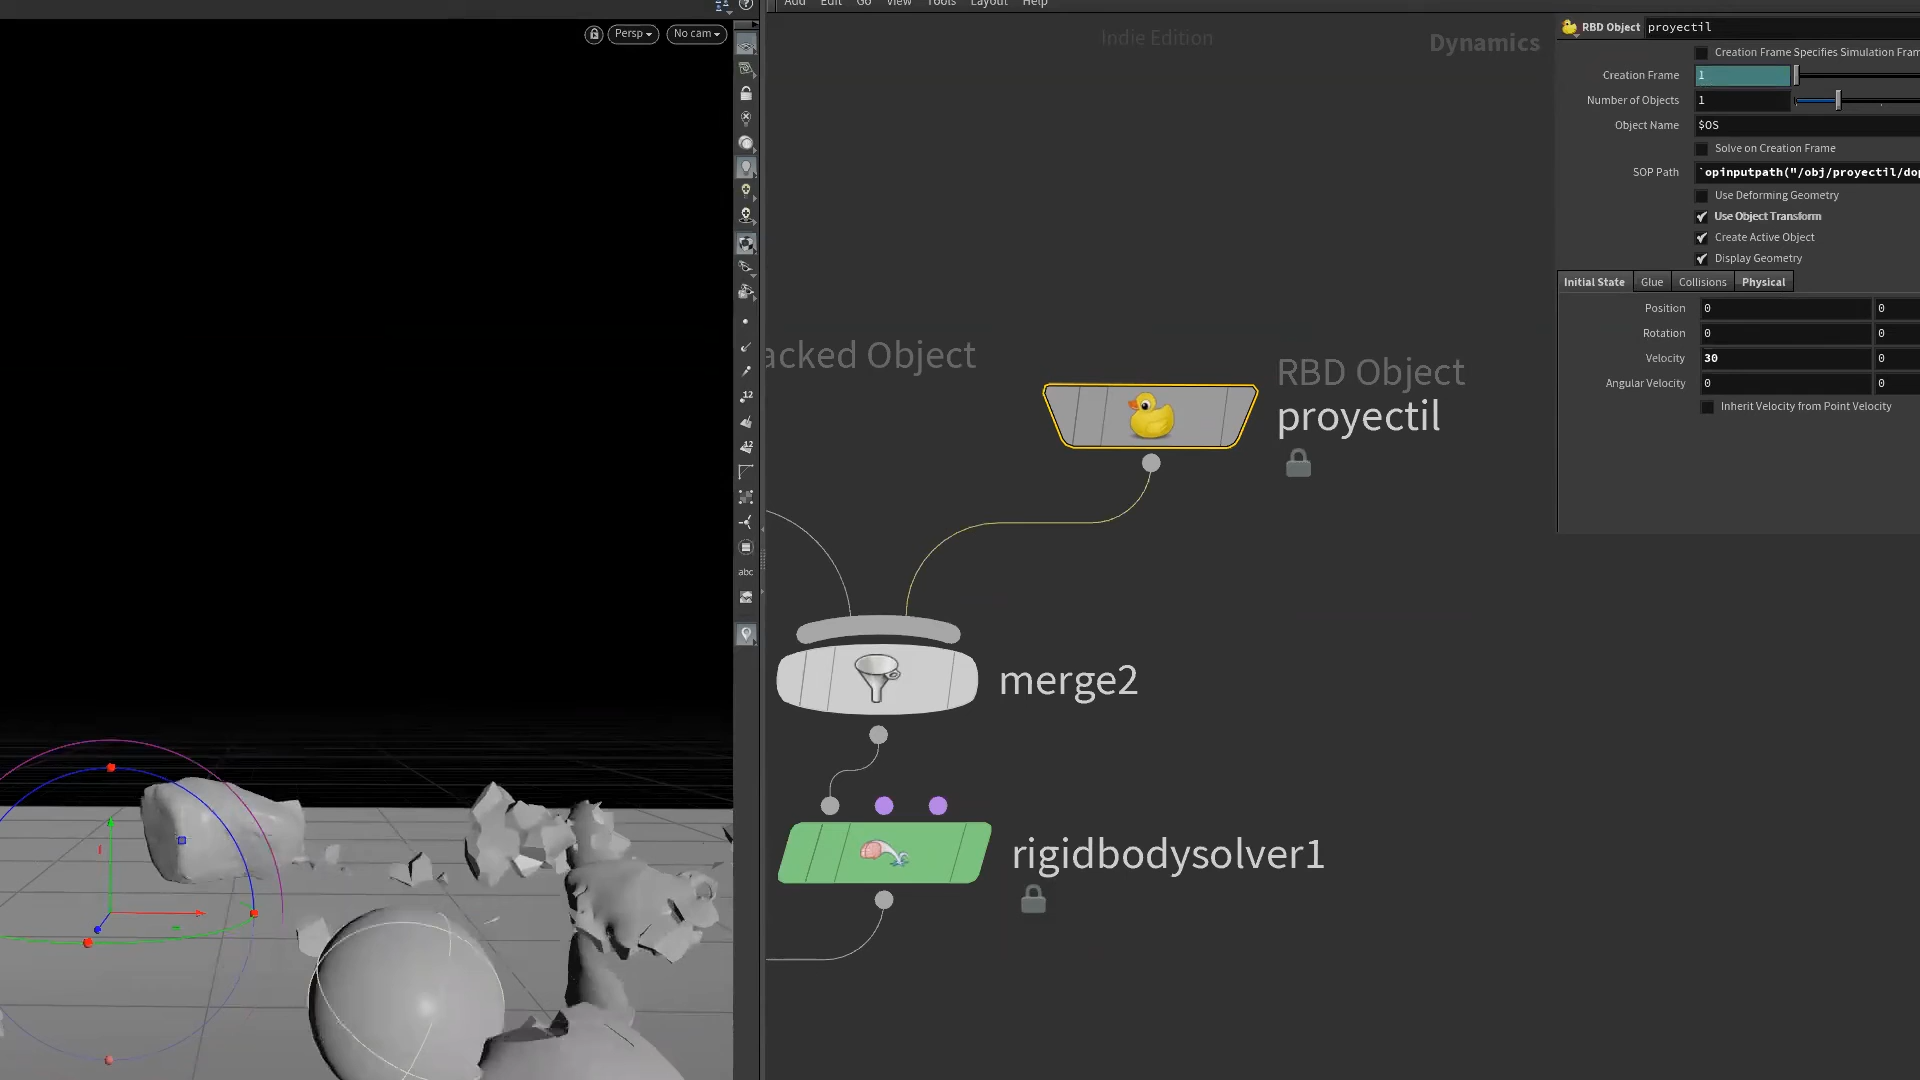 Add Edit Go View Tools Layout Help
Persp
No cam
Indie Edition
Dynamics
RBD Object proyectil
Creation Frame Specifies Simulation Fram
Creation Frame 1
Number of Objects 1
Object Name $OS
Solve on Creation Frame
SOP Path `opinputpath("/obj/proyectil/dop
Use Deforming Geometry
Use Object Transform
Create Active Object
Display Geometry
Initial State Glue Collisions Physical
Position 0 0
Rotation 0 0
Velocity 30 0
Angular Velocity 0 0
Inherit Velocity from Point Velocity
acked Object
RBD Object
proyectil
12
12
abc
merge2
rigidbodysolver1